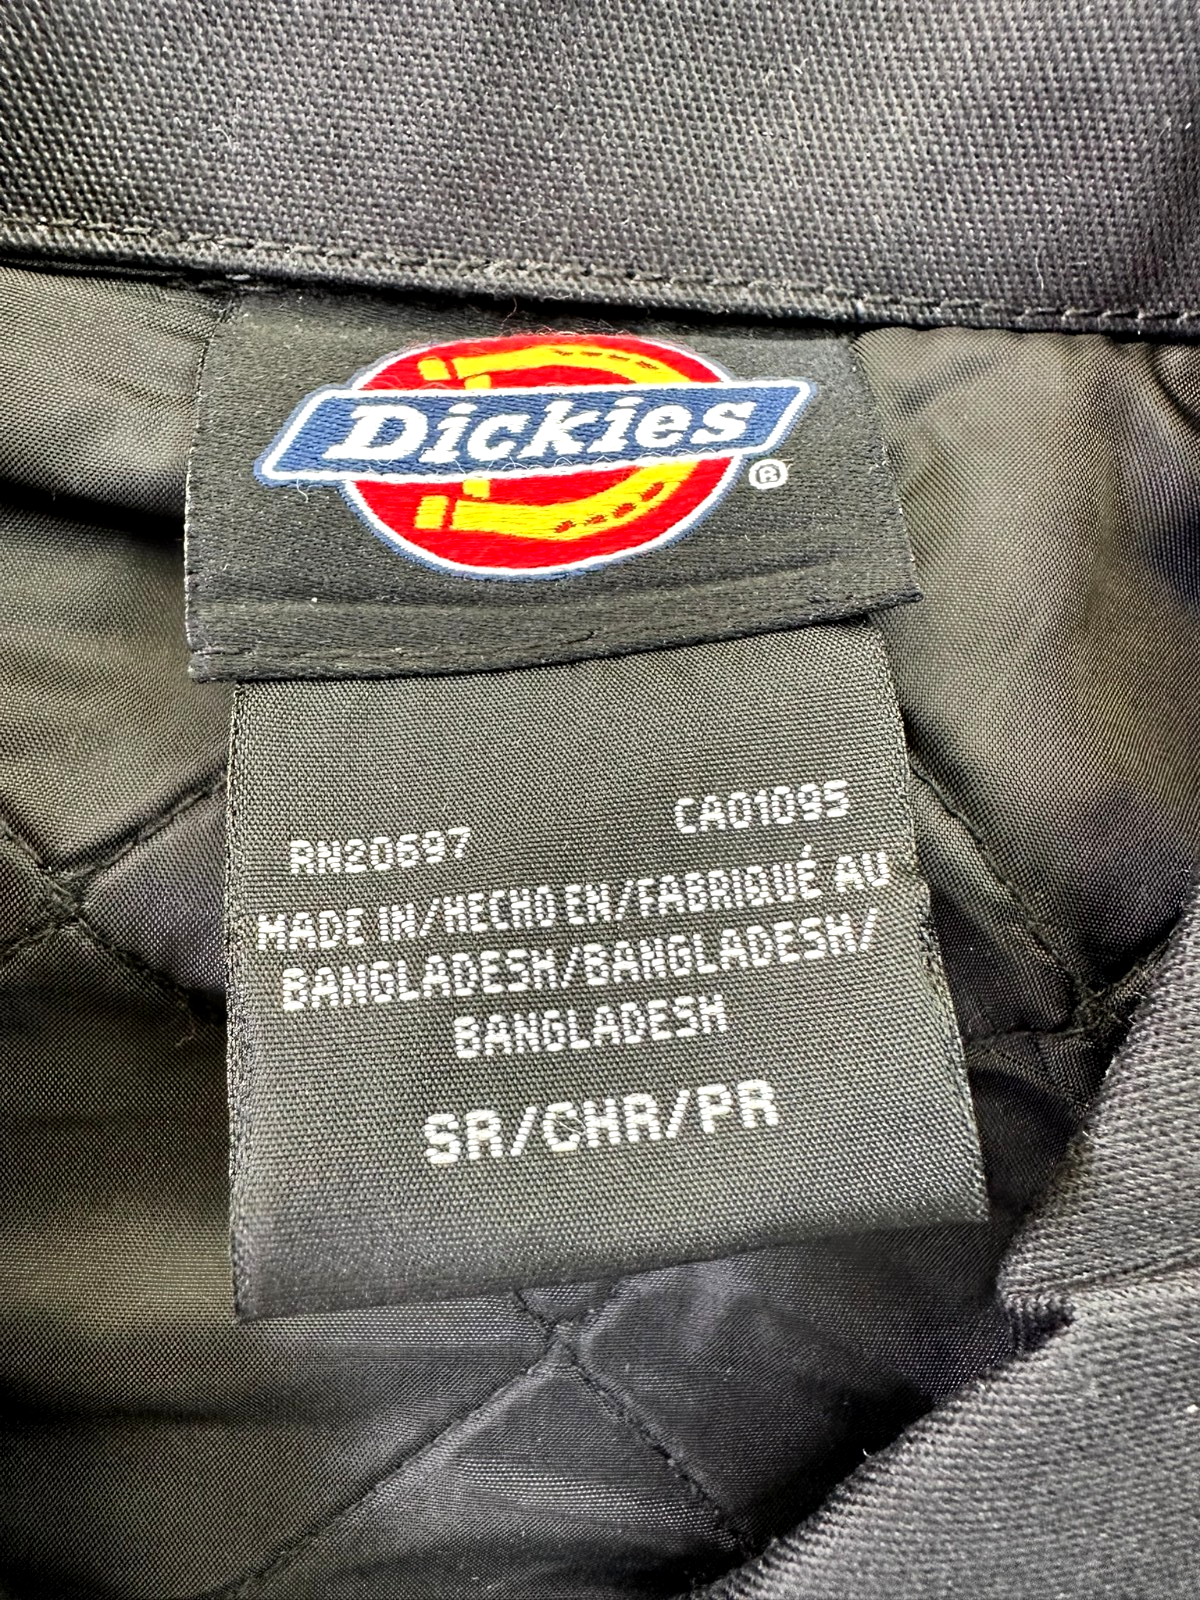 Dickies
®
RN20697
CA01095
MADE IN/HECHO EN/FABRIQUÉ AU
BANGLADESH/BANGLADESH/
BANGLADESH
SR/CHR/PR